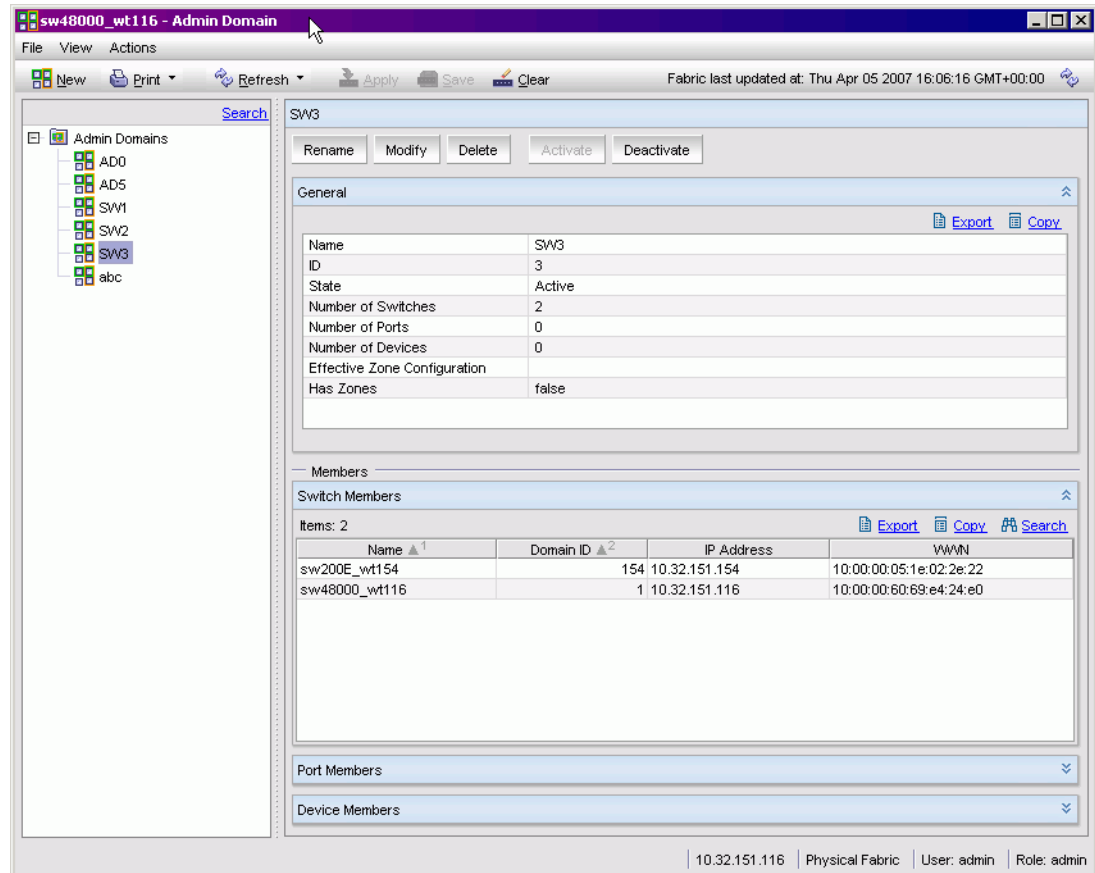 sw48000_wt116 - Admin Domain
File View Actions
New Print Refresh Apply Save Clear Fabric last updated at: Thu Apr 05 2007 16:06:16 GMT+00:00
Search
Admin Domains
AD0
AD5
SW1
SW2
SW3
abc
SW3
Rename Modify Delete Activate Deactivate
General
Export Copy
Name SW3
ID 3
State Active
Number of Switches 2
Number of Ports 0
Number of Devices 0
Effective Zone Configuration
Has Zones false
Members
Switch Members
Items: 2 Export Copy Search
Name 1 Domain ID 2 IP Address WWN
sw200E_wt154 154 10.32.151.154 10:00:00:05:1e:02:2e:22
sw48000_wt116 1 10.32.151.116 10:00:00:60:69:e4:24:e0
Port Members
Device Members
10.32.151.116 Physical Fabric User: admin Role: admin